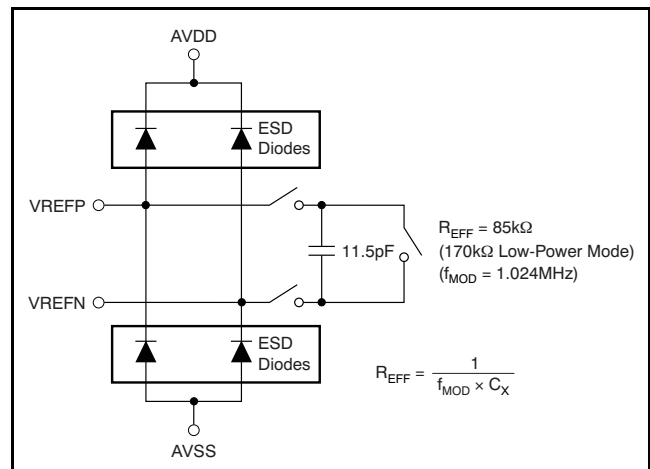 AVDD
ESD
Diodes
VREFP
11.5pF
R_EFF = 85kΩ
(170kΩ Low-Power Mode)
(f_MOD = 1.024MHz)
VREFN
ESD
Diodes
R_EFF = 1 / (f_MOD × C_X)
AVSS